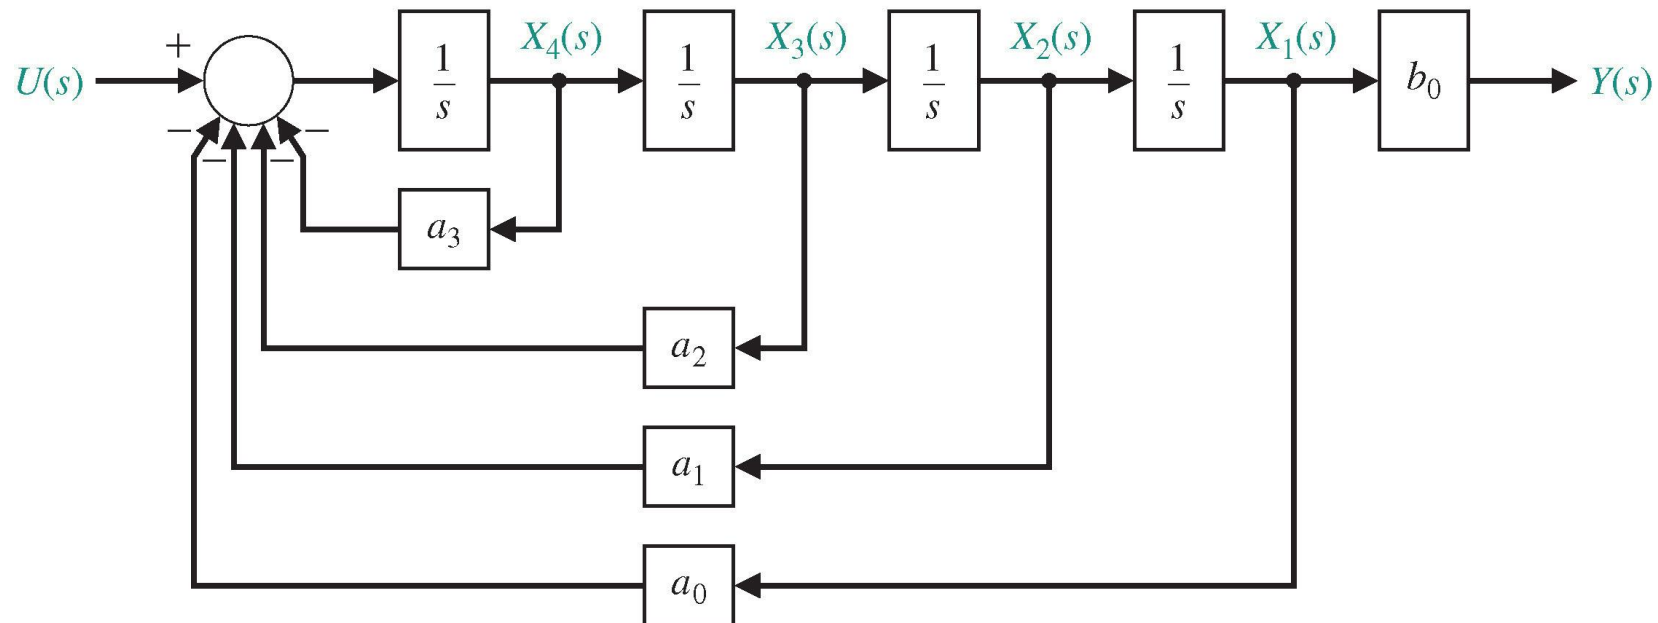 U(s)
+
−
−
−
−
1/s
X₄(s)
1/s
X₃(s)
1/s
X₂(s)
1/s
X₁(s)
b₀
Y(s)
a₃
a₂
a₁
a₀